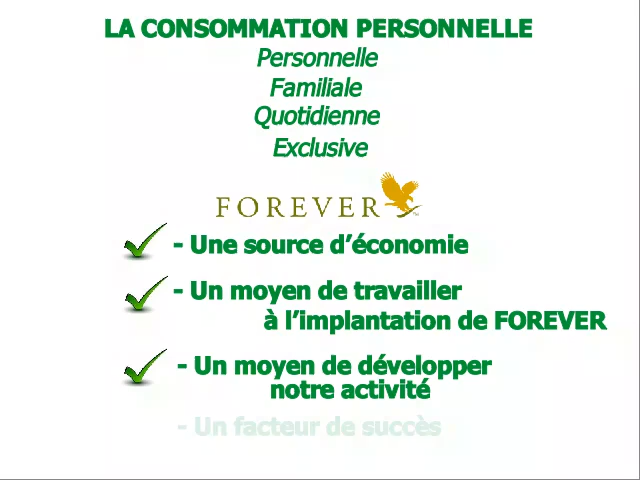 LA CONSOMMATION PERSONNELLE
Personnelle
Familiale
Quotidienne
Exclusive
FOREVER
- Une source d’économie
- Un moyen de travailler
à l’implantation de FOREVER
- Un moyen de développer
notre activité
- Un facteur de succès